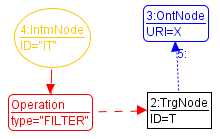 4:IntmNode
ID="IT"
3:OntNode
URI=X
5:
Operation
type="FILTER"
2:TrgNode
ID=T